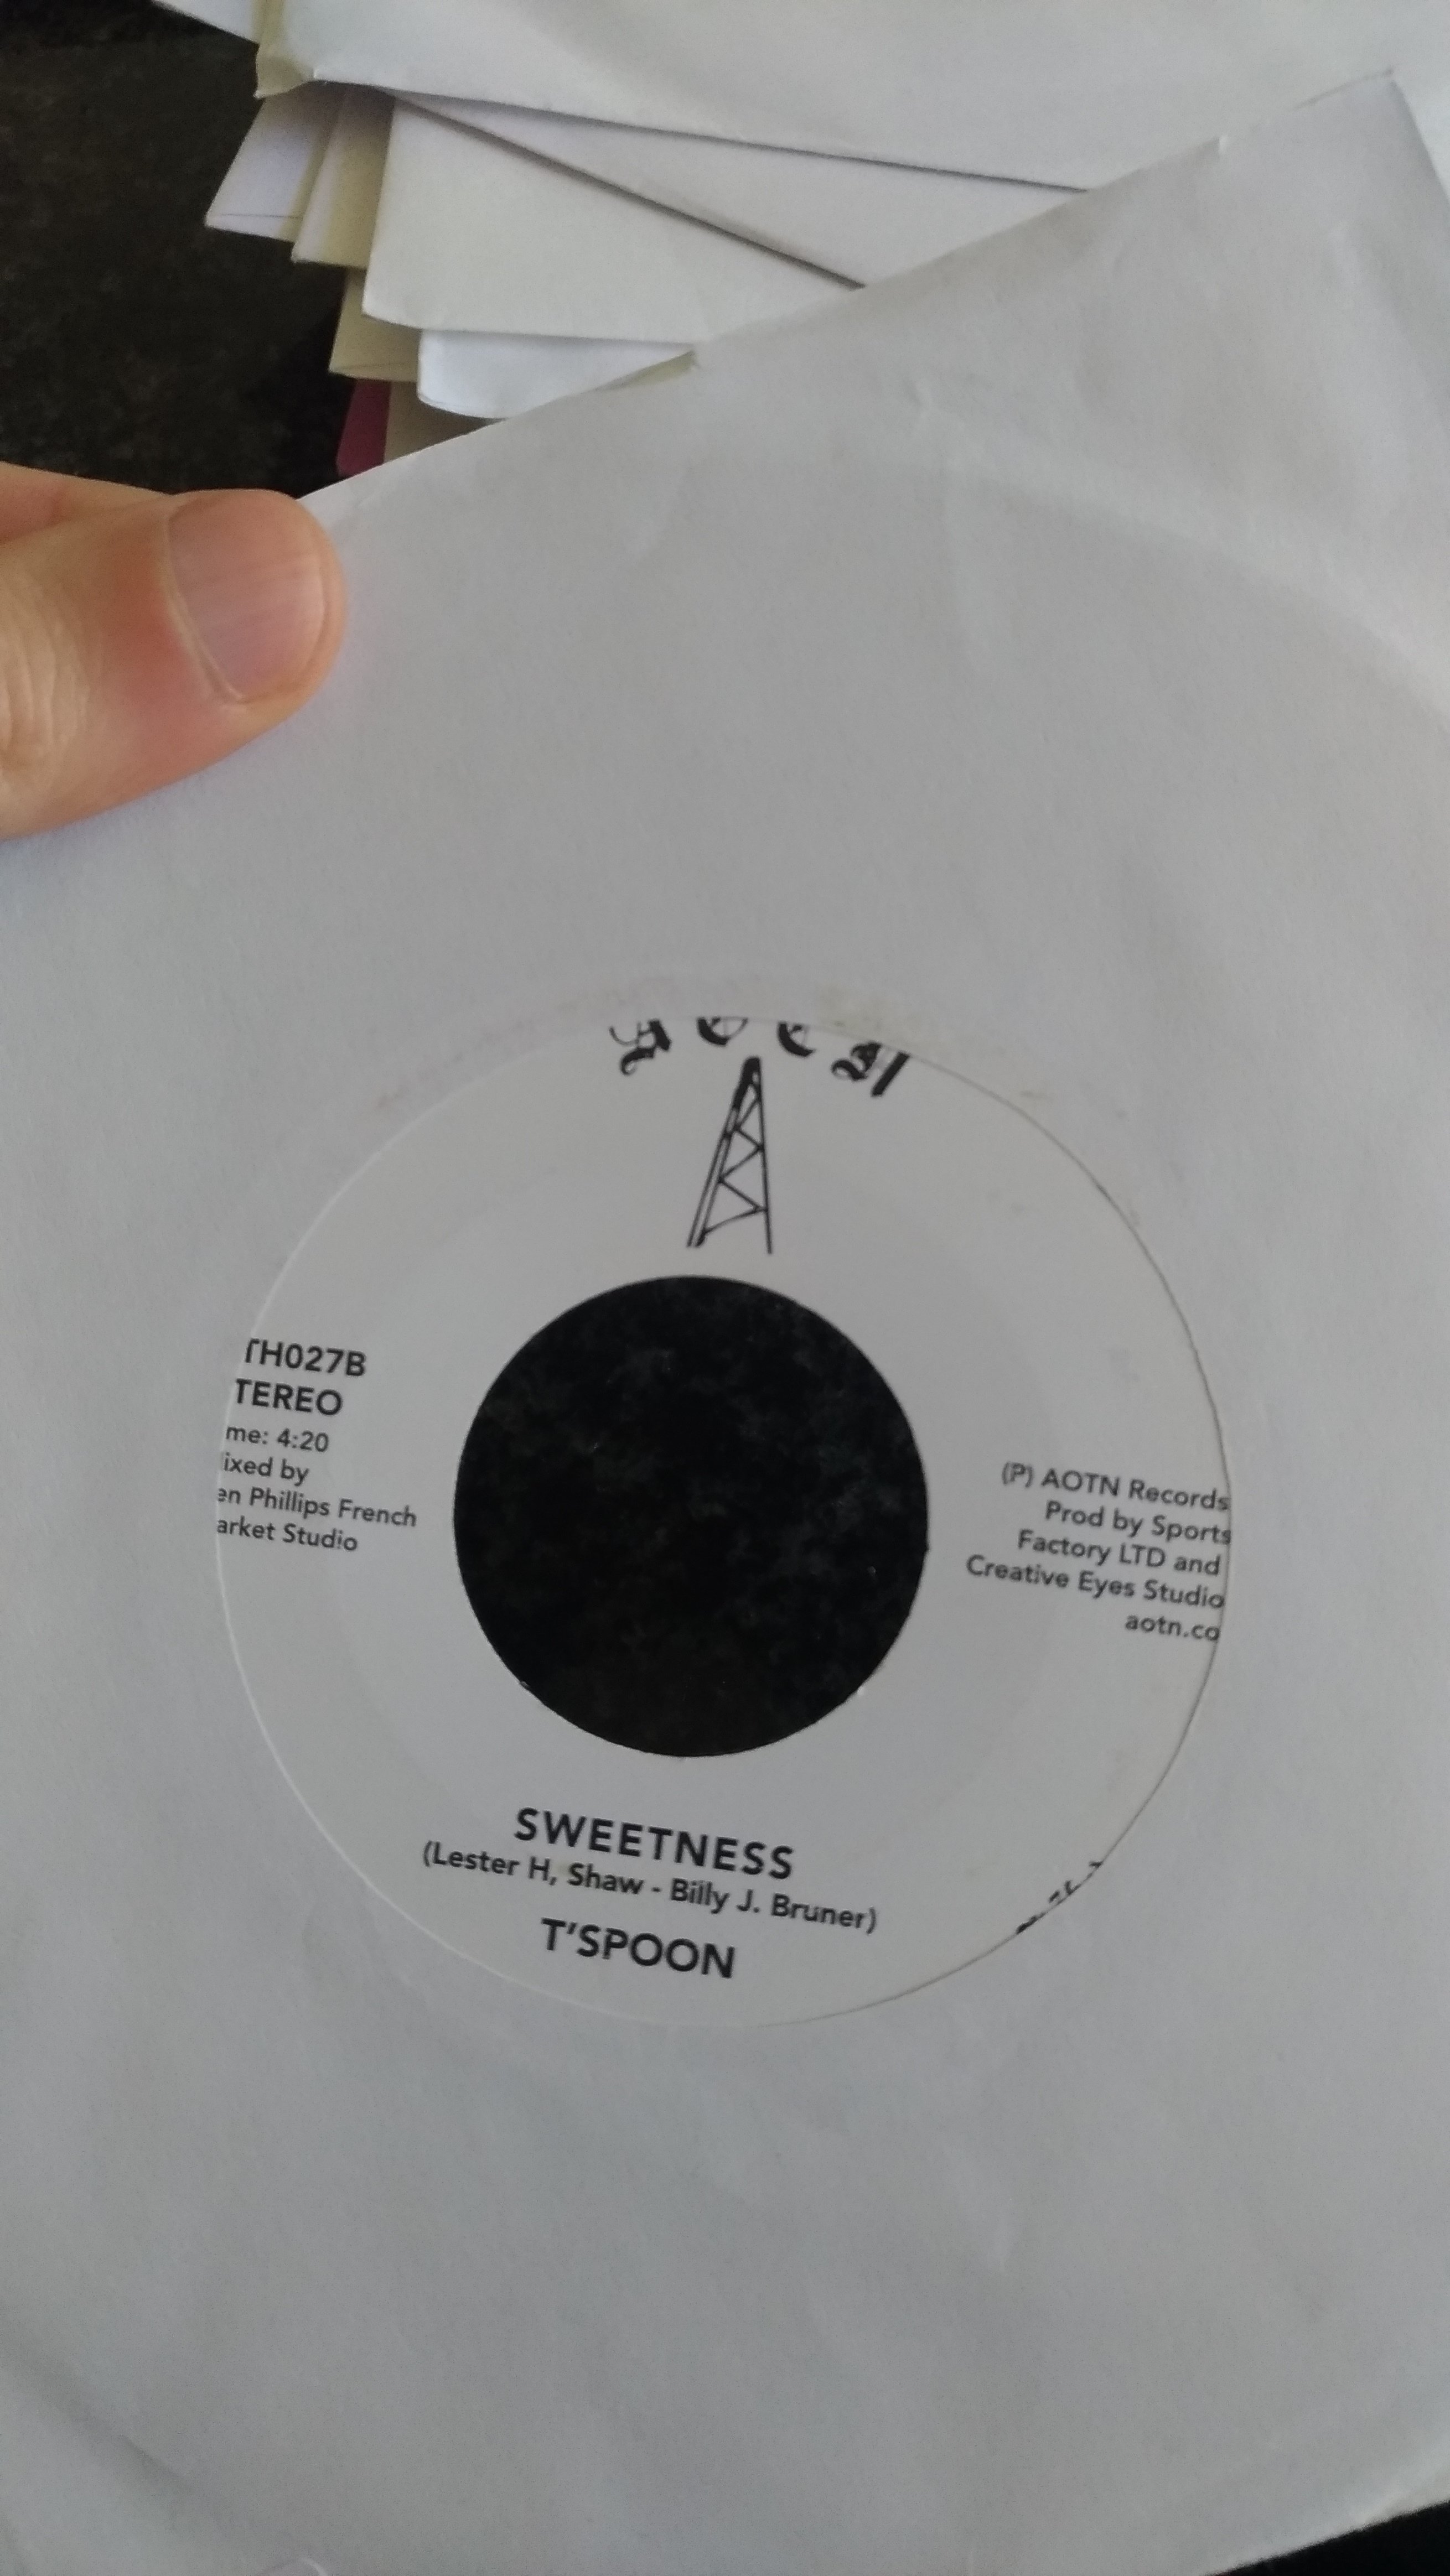 TH027B
TEREO
me: 4:20
ixed by
en Phillips French
arket Studio
(P) AOTN Records
Prod by Sports
Factory LTD and
Creative Eyes Studio
aotn.co
SWEETNESS
(Lester H, Shaw - Billy J. Bruner)
T'SPOON